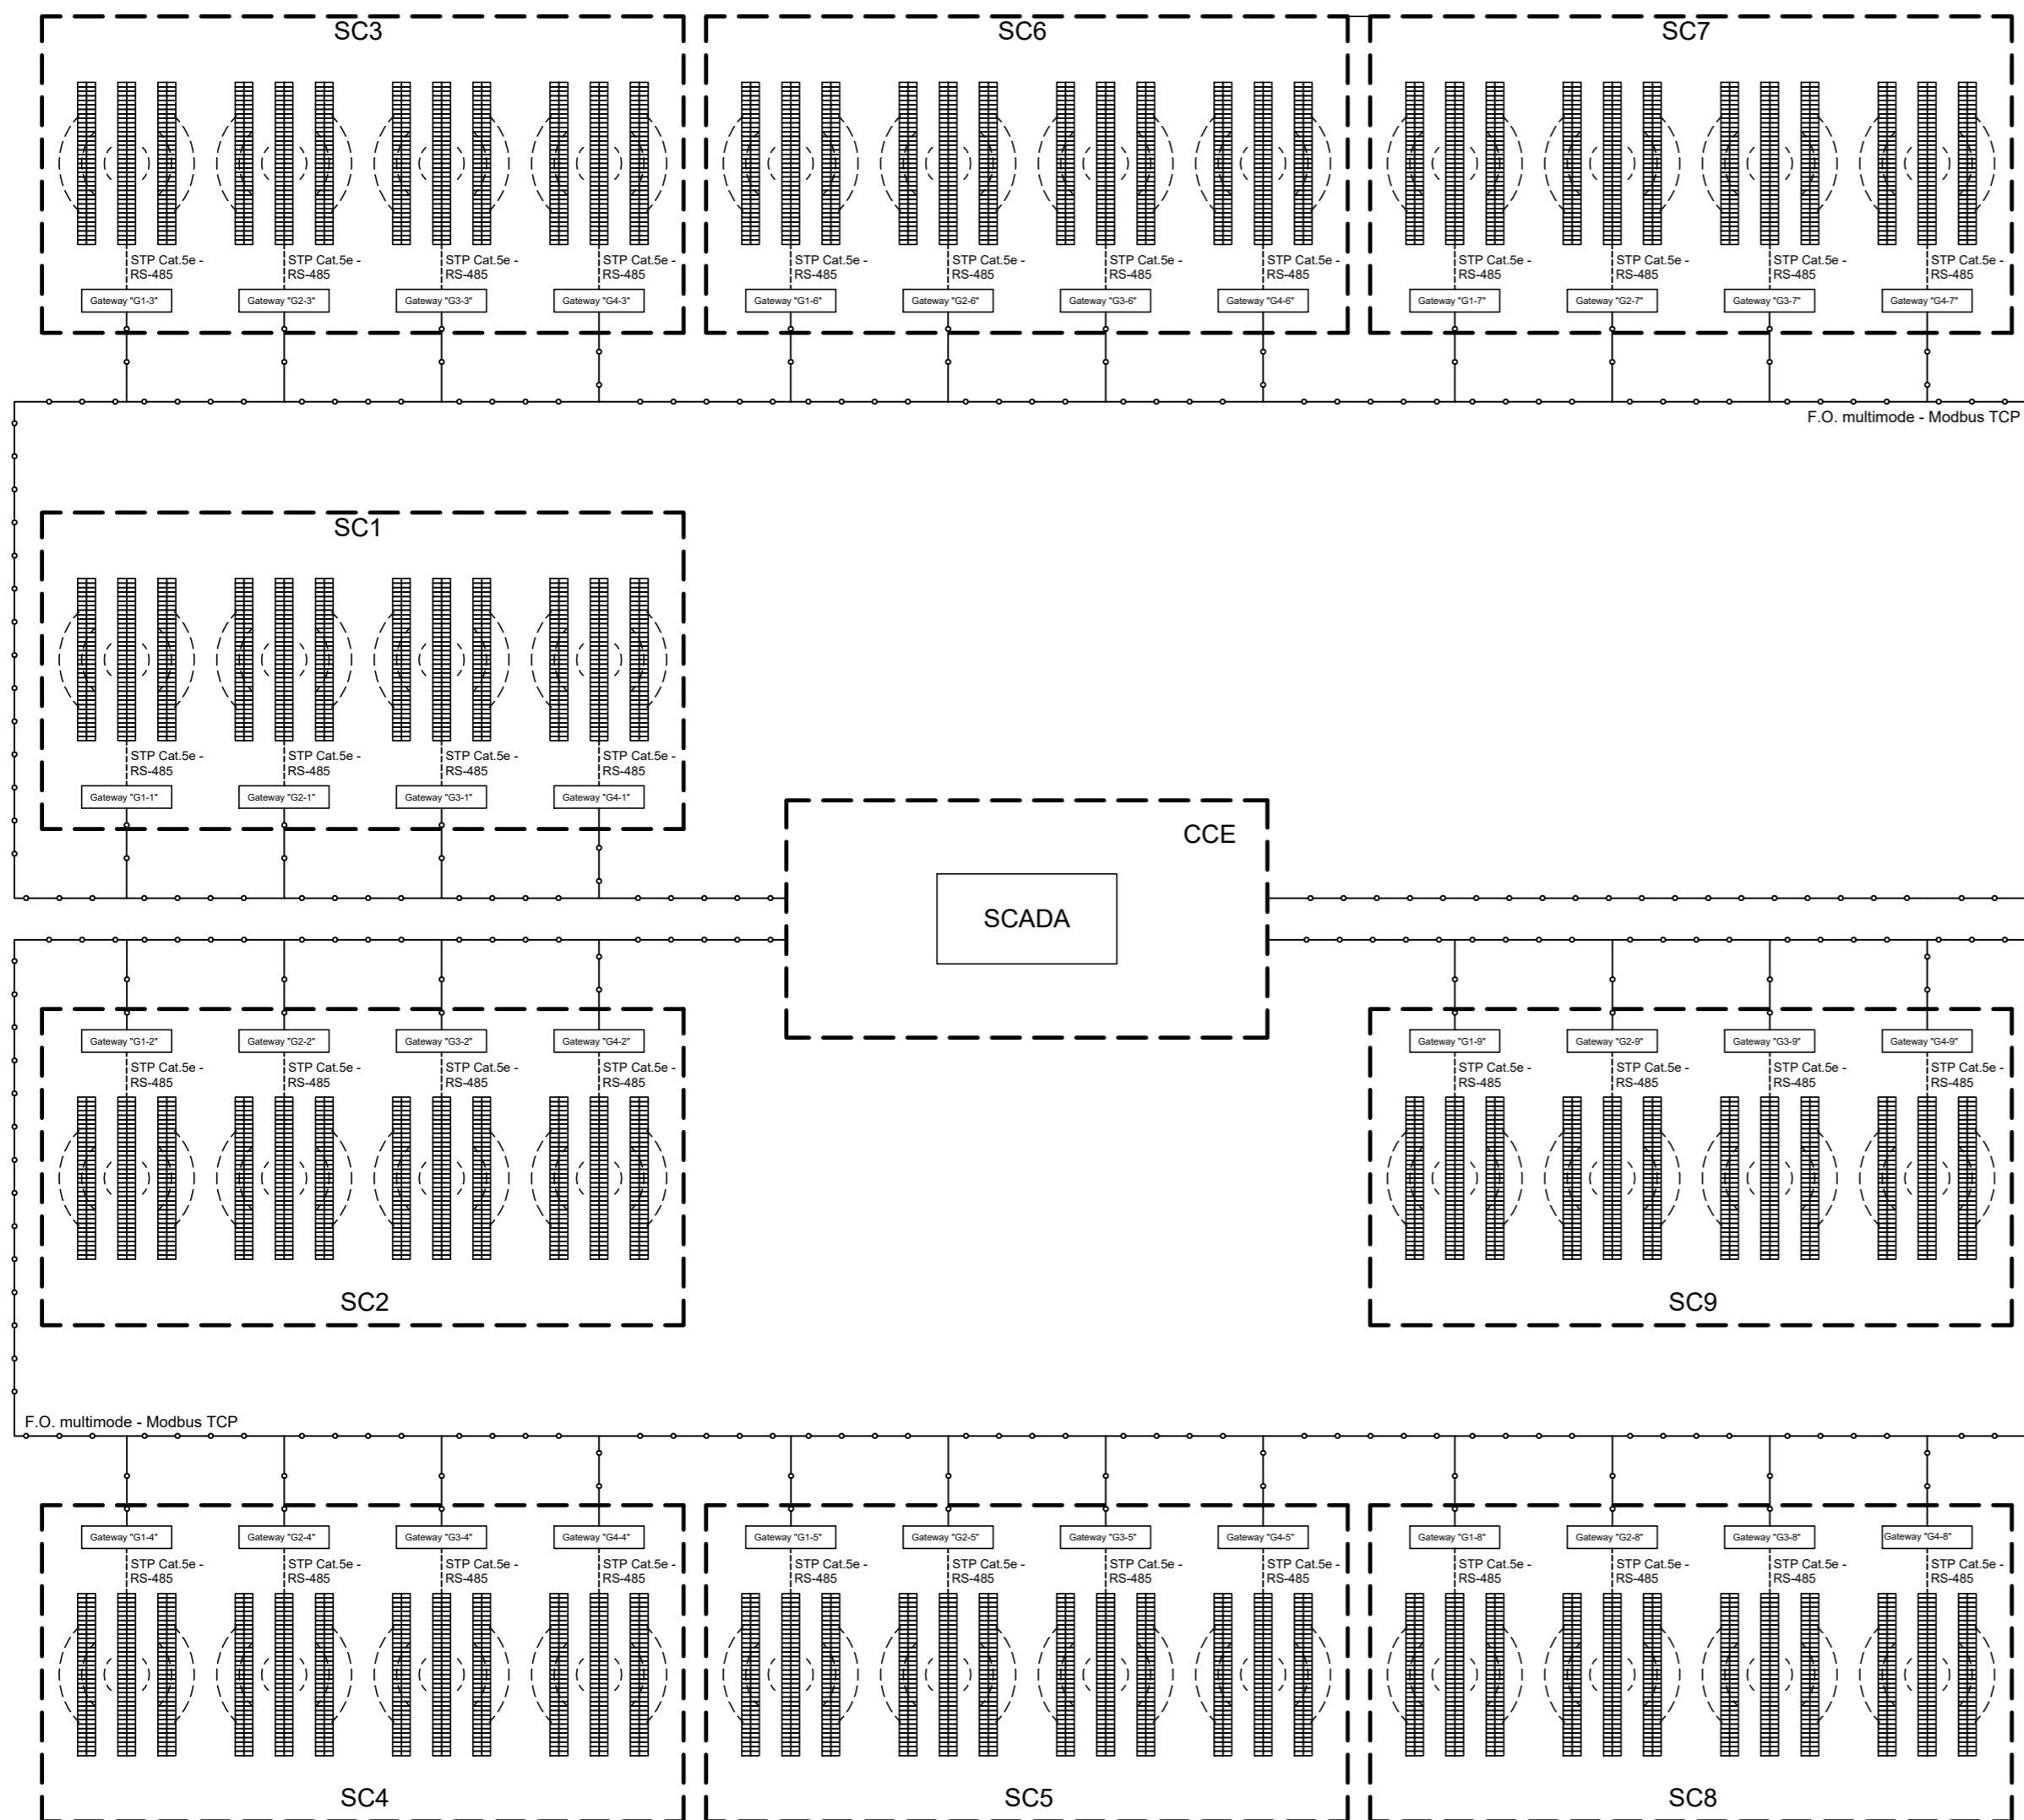 SC3
SC6
SC7
STP Cat.5e - STP Cat.5e - STP Cat.5e - STP Cat.5e - STP Cat.5e - STP Cat.5e - STP Cat.5e - STP Cat.5e - STP Cat.5e - STP Cat.5e - STP Cat.5e - STP Cat.5e -
RS-485 RS-485 RS-485 RS-485 RS-485 RS-485 RS-485 RS-485 RS-485 RS-485 RS-485 RS-485
Gateway "G1-3" Gateway "G2-3" Gateway "G3-3" Gateway "G4-3" Gateway "G1-6" Gateway "G2-6" Gateway "G3-6" Gateway "G4-6" Gateway "G1-7" Gateway "G2-7" Gateway "G3-7" Gateway "G4-7"
F.O. multimode - Modbus TCP
SC1
STP Cat.5e - STP Cat.5e - STP Cat.5e - STP Cat.5e -
RS-485 RS-485 RS-485 RS-485
Gateway "G1-1" Gateway "G2-1" Gateway "G3-1" Gateway "G4-1"
CCE
SCADA
Gateway "G1-2" Gateway "G2-2" Gateway "G3-2" Gateway "G4-2" Gateway "G1-9" Gateway "G2-9" Gateway "G3-9" Gateway "G4-9"
STP Cat.5e - STP Cat.5e - STP Cat.5e - STP Cat.5e - STP Cat.5e - STP Cat.5e - STP Cat.5e - STP Cat.5e -
RS-485 RS-485 RS-485 RS-485 RS-485 RS-485 RS-485 RS-485
SC2
SC9
F.O. multimode - Modbus TCP
Gateway "G1-4" Gateway "G2-4" Gateway "G3-4" Gateway "G4-4" Gateway "G1-5" Gateway "G2-5" Gateway "G3-5" Gateway "G4-5" Gateway "G1-8" Gateway "G2-8" Gateway "G3-8" Gateway "G4-8"
STP Cat.5e - STP Cat.5e - STP Cat.5e - STP Cat.5e - STP Cat.5e - STP Cat.5e - STP Cat.5e - STP Cat.5e - STP Cat.5e - STP Cat.5e - STP Cat.5e - STP Cat.5e -
RS-485 RS-485 RS-485 RS-485 RS-485 RS-485 RS-485 RS-485 RS-485 RS-485 RS-485 RS-485
SC4
SC5
SC8